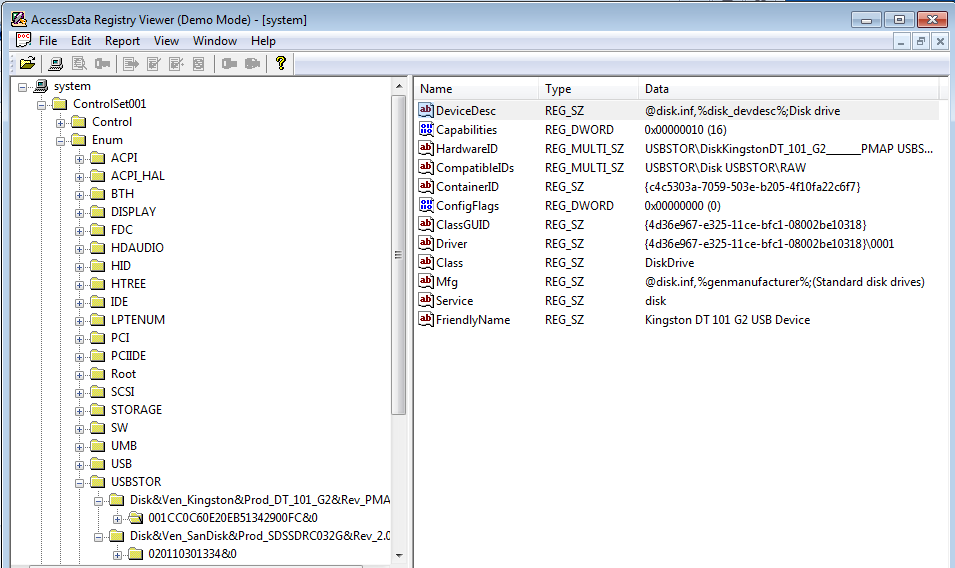 AccessData Registry Viewer (Demo Mode) - [system]
File Edit Report View Window Help
system
ControlSet001
Control
Enum
ACPI
ACPI_HAL
BTH
DISPLAY
FDC
HDAUDIO
HID
HTREE
IDE
LPTENUM
PCI
PCIIDE
Root
SCSI
STORAGE
SW
UMB
USB
USBSTOR
Disk&Ven_Kingston&Prod_DT_101_G2&Rev_PMA
001CC0C60E20EB51342900FC&0
Disk&Ven_SanDisk&Prod_SDSSDRC032G&Rev_2.0
020110301334&0
Name Type Data
DeviceDesc REG_SZ @disk.inf,%disk_devdesc%;Disk drive
Capabilities REG_DWORD 0x00000010 (16)
HardwareID REG_MULTI_SZ USBSTOR\DiskKingstonDT_101_G2______PMAP USBS...
CompatibleIDs REG_MULTI_SZ USBSTOR\Disk USBSTOR\RAW
ContainerID REG_SZ {c4c5303a-7059-503e-b205-4f10fa22c6f7}
ConfigFlags REG_DWORD 0x00000000 (0)
ClassGUID REG_SZ {4d36e967-e325-11ce-bfc1-08002be10318}
Driver REG_SZ {4d36e967-e325-11ce-bfc1-08002be10318}\0001
Class REG_SZ DiskDrive
Mfg REG_SZ @disk.inf,%genmanufacturer%;(Standard disk drives)
Service REG_SZ disk
FriendlyName REG_SZ Kingston DT 101 G2 USB Device